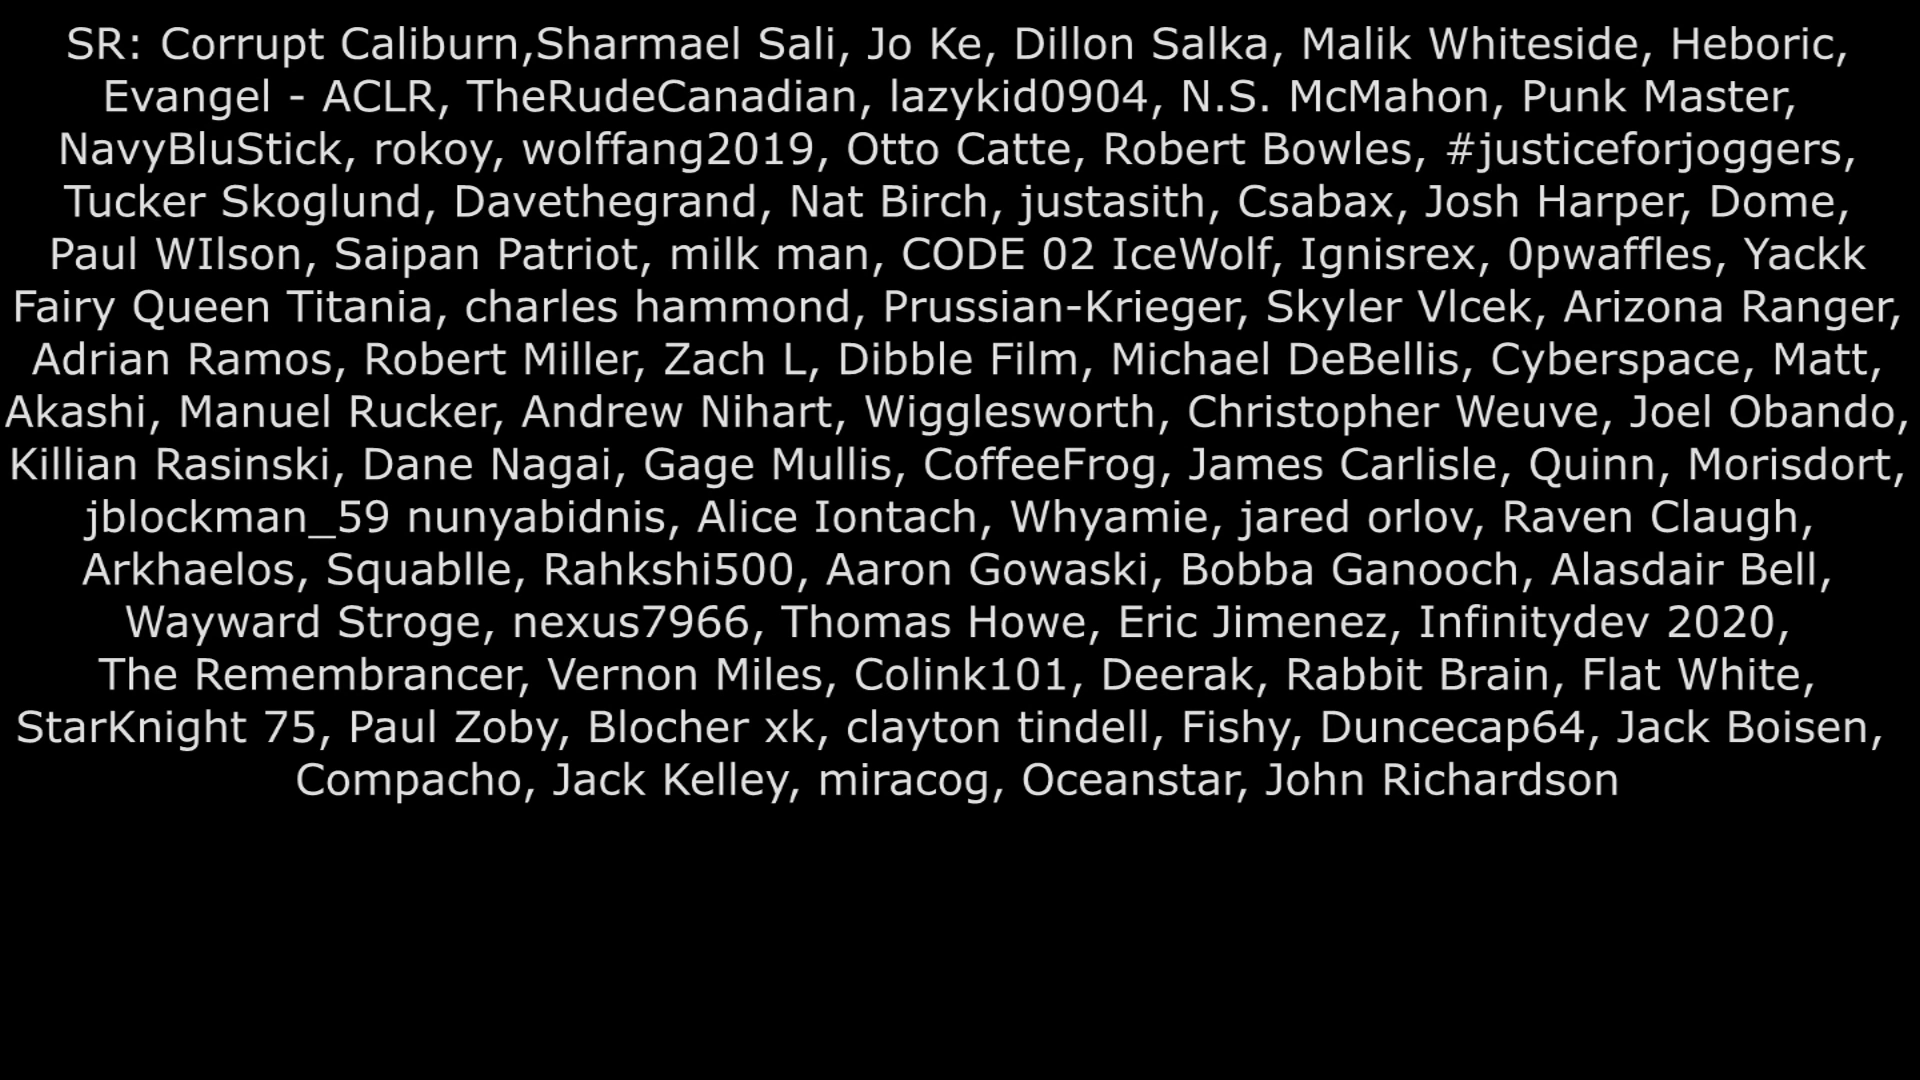 SR: Corrupt Caliburn,Sharmael Sali, Jo Ke, Dillon Salka, Malik Whiteside, Heboric,
Evangel - ACLR, TheRudeCanadian, lazykid0904, N.S. McMahon, Punk Master,
NavyBluStick, rokoy, wolffang2019, Otto Catte, Robert Bowles, #justiceforjoggers,
Tucker Skoglund, Davethegrand, Nat Birch, justasith, Csabax, Josh Harper, Dome,
Paul WIlson, Saipan Patriot, milk man, CODE 02 IceWolf, Ignisrex, 0pwaffles, Yackk
Fairy Queen Titania, charles hammond, Prussian-Krieger, Skyler Vlcek, Arizona Ranger,
Adrian Ramos, Robert Miller, Zach L, Dibble Film, Michael DeBellis, Cyberspace, Matt,
Akashi, Manuel Rucker, Andrew Nihart, Wigglesworth, Christopher Weuve, Joel Obando,
Killian Rasinski, Dane Nagai, Gage Mullis, CoffeeFrog, James Carlisle, Quinn, Morisdort,
jblockman_59 nunyabidnis, Alice Iontach, Whyamie, jared orlov, Raven Claugh,
Arkhaelos, Squablle, Rahkshi500, Aaron Gowaski, Bobba Ganooch, Alasdair Bell,
Wayward Stroge, nexus7966, Thomas Howe, Eric Jimenez, Infinitydev 2020,
The Remembrancer, Vernon Miles, Colink101, Deerak, Rabbit Brain, Flat White,
StarKnight 75, Paul Zoby, Blocher xk, clayton tindell, Fishy, Duncecap64, Jack Boisen,
Compacho, Jack Kelley, miracog, Oceanstar, John Richardson